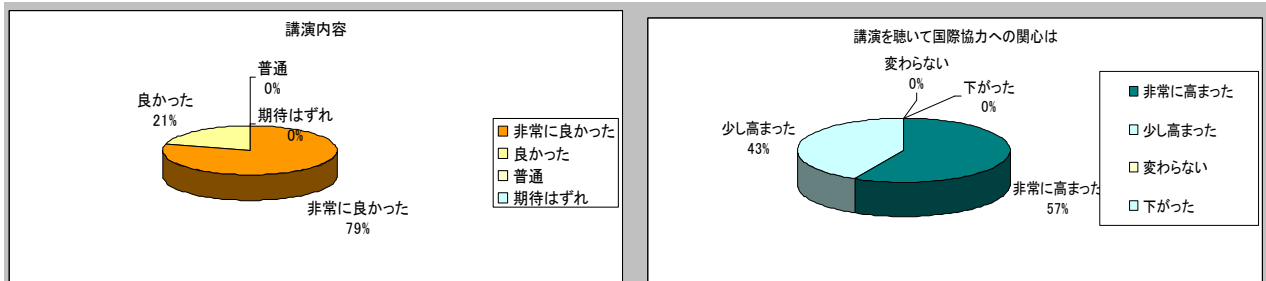 講演内容
普通
0%
良かった
21%
期待はずれ
0%
非常に良かった
79%
非常に良かった
良かった
普通
期待はずれ
講演を聴いて国際協力への関心は
変わらない
0%
下がった
0%
少し高まった
43%
非常に高まった
57%
非常に高まった
少し高まった
変わらない
下がった